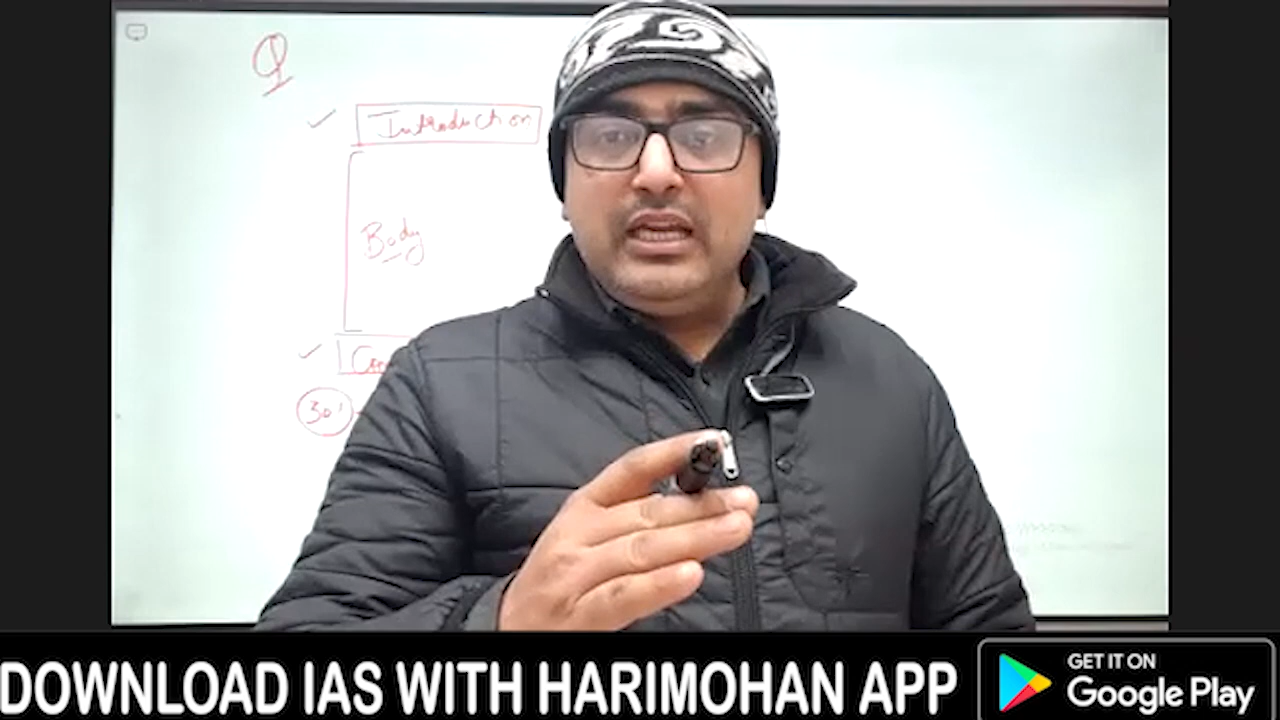 Q
Introduction
Body
30'
DOWNLOAD IAS WITH HARIMOHAN APP
GET IT ON
Google Play